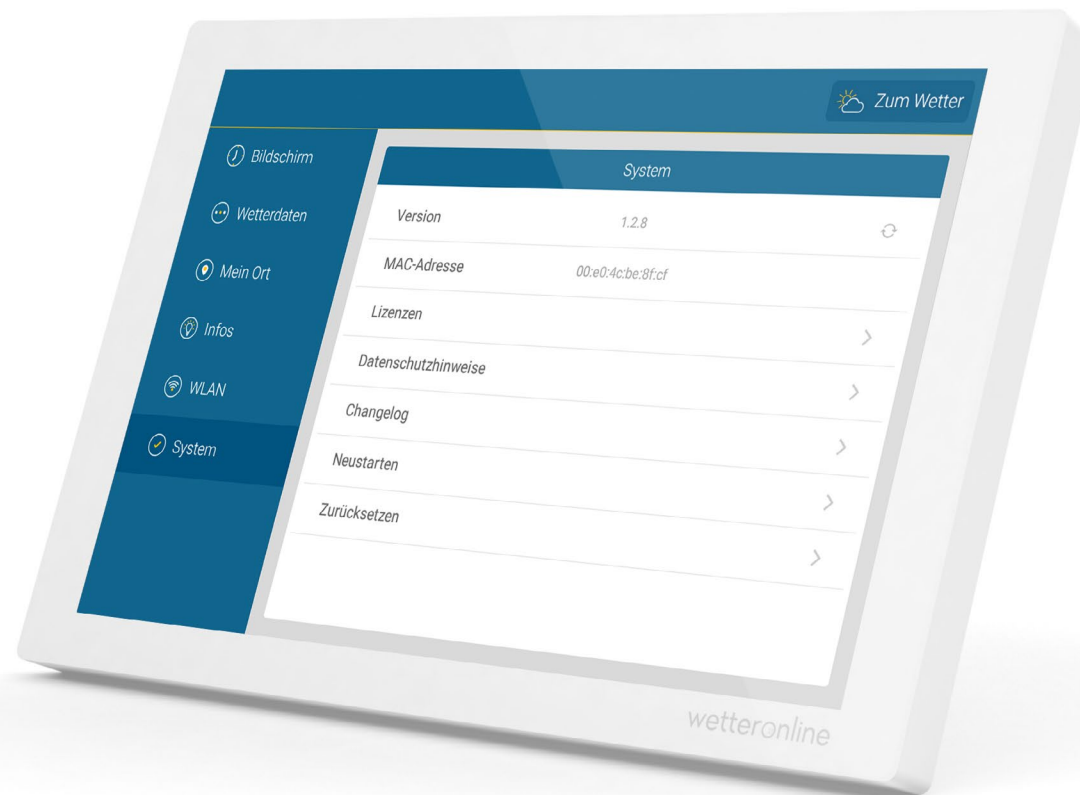 Zum Wetter
Bildschirm
Wetterdaten
Mein Ort
Infos
WLAN
System
System
Version 1.2.8
MAC-Adresse 00:e0:4c:be:8f:cf
Lizenzen
Datenschutzhinweise
Changelog
Neustarten
Zurücksetzen
wetteronline